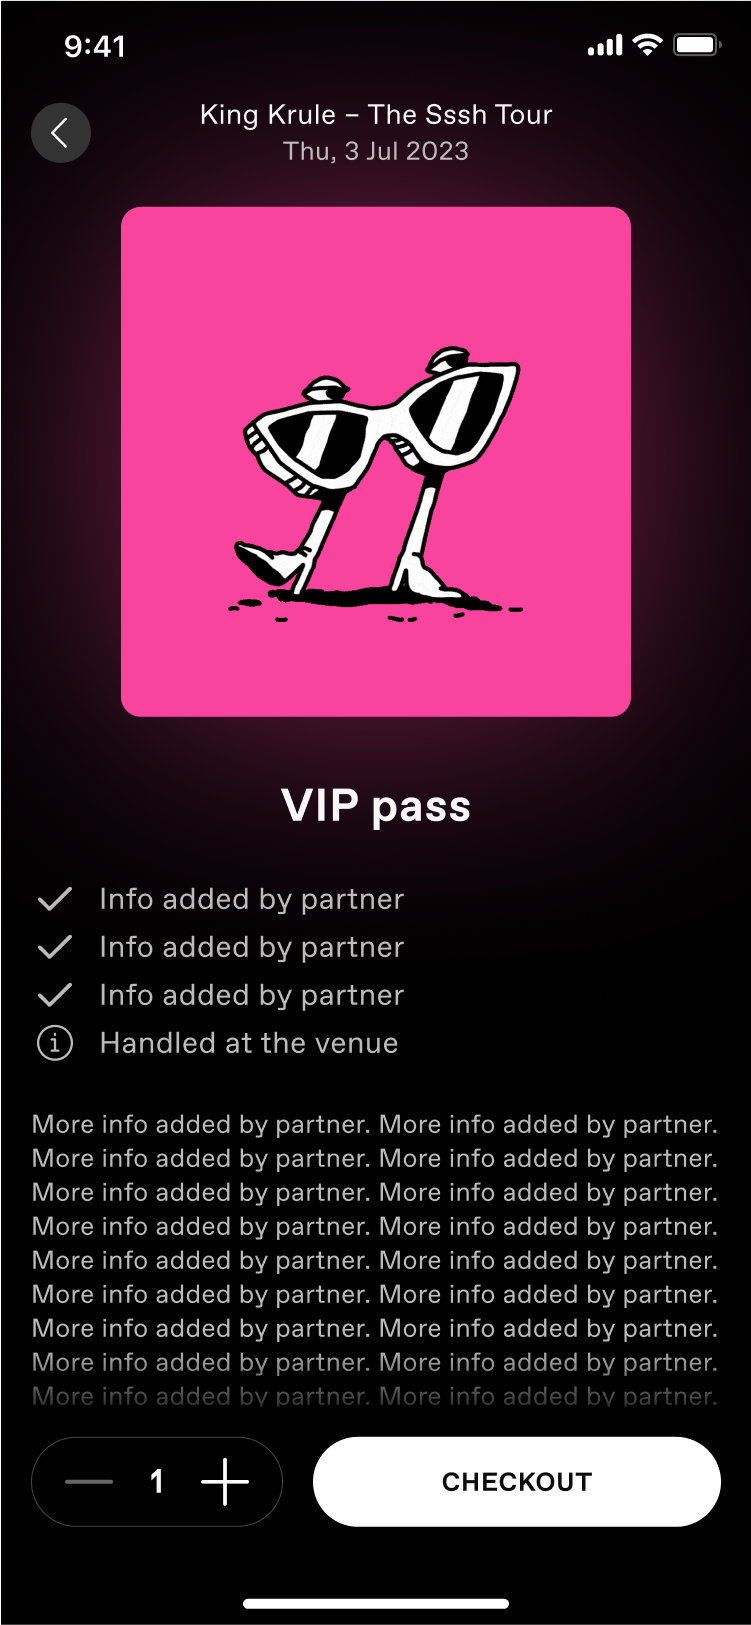 9:41
King Krule – The Sssh Tour
Thu, 3 Jul 2023
VIP pass
Info added by partner
Info added by partner
Info added by partner
Handled at the venue
More info added by partner. More info added by partner.
More info added by partner. More info added by partner.
More info added by partner. More info added by partner.
More info added by partner. More info added by partner.
More info added by partner. More info added by partner.
More info added by partner. More info added by partner.
More info added by partner. More info added by partner.
More info added by partner. More info added by partner.
More info added by partner. More info added by partner.
1
CHECKOUT